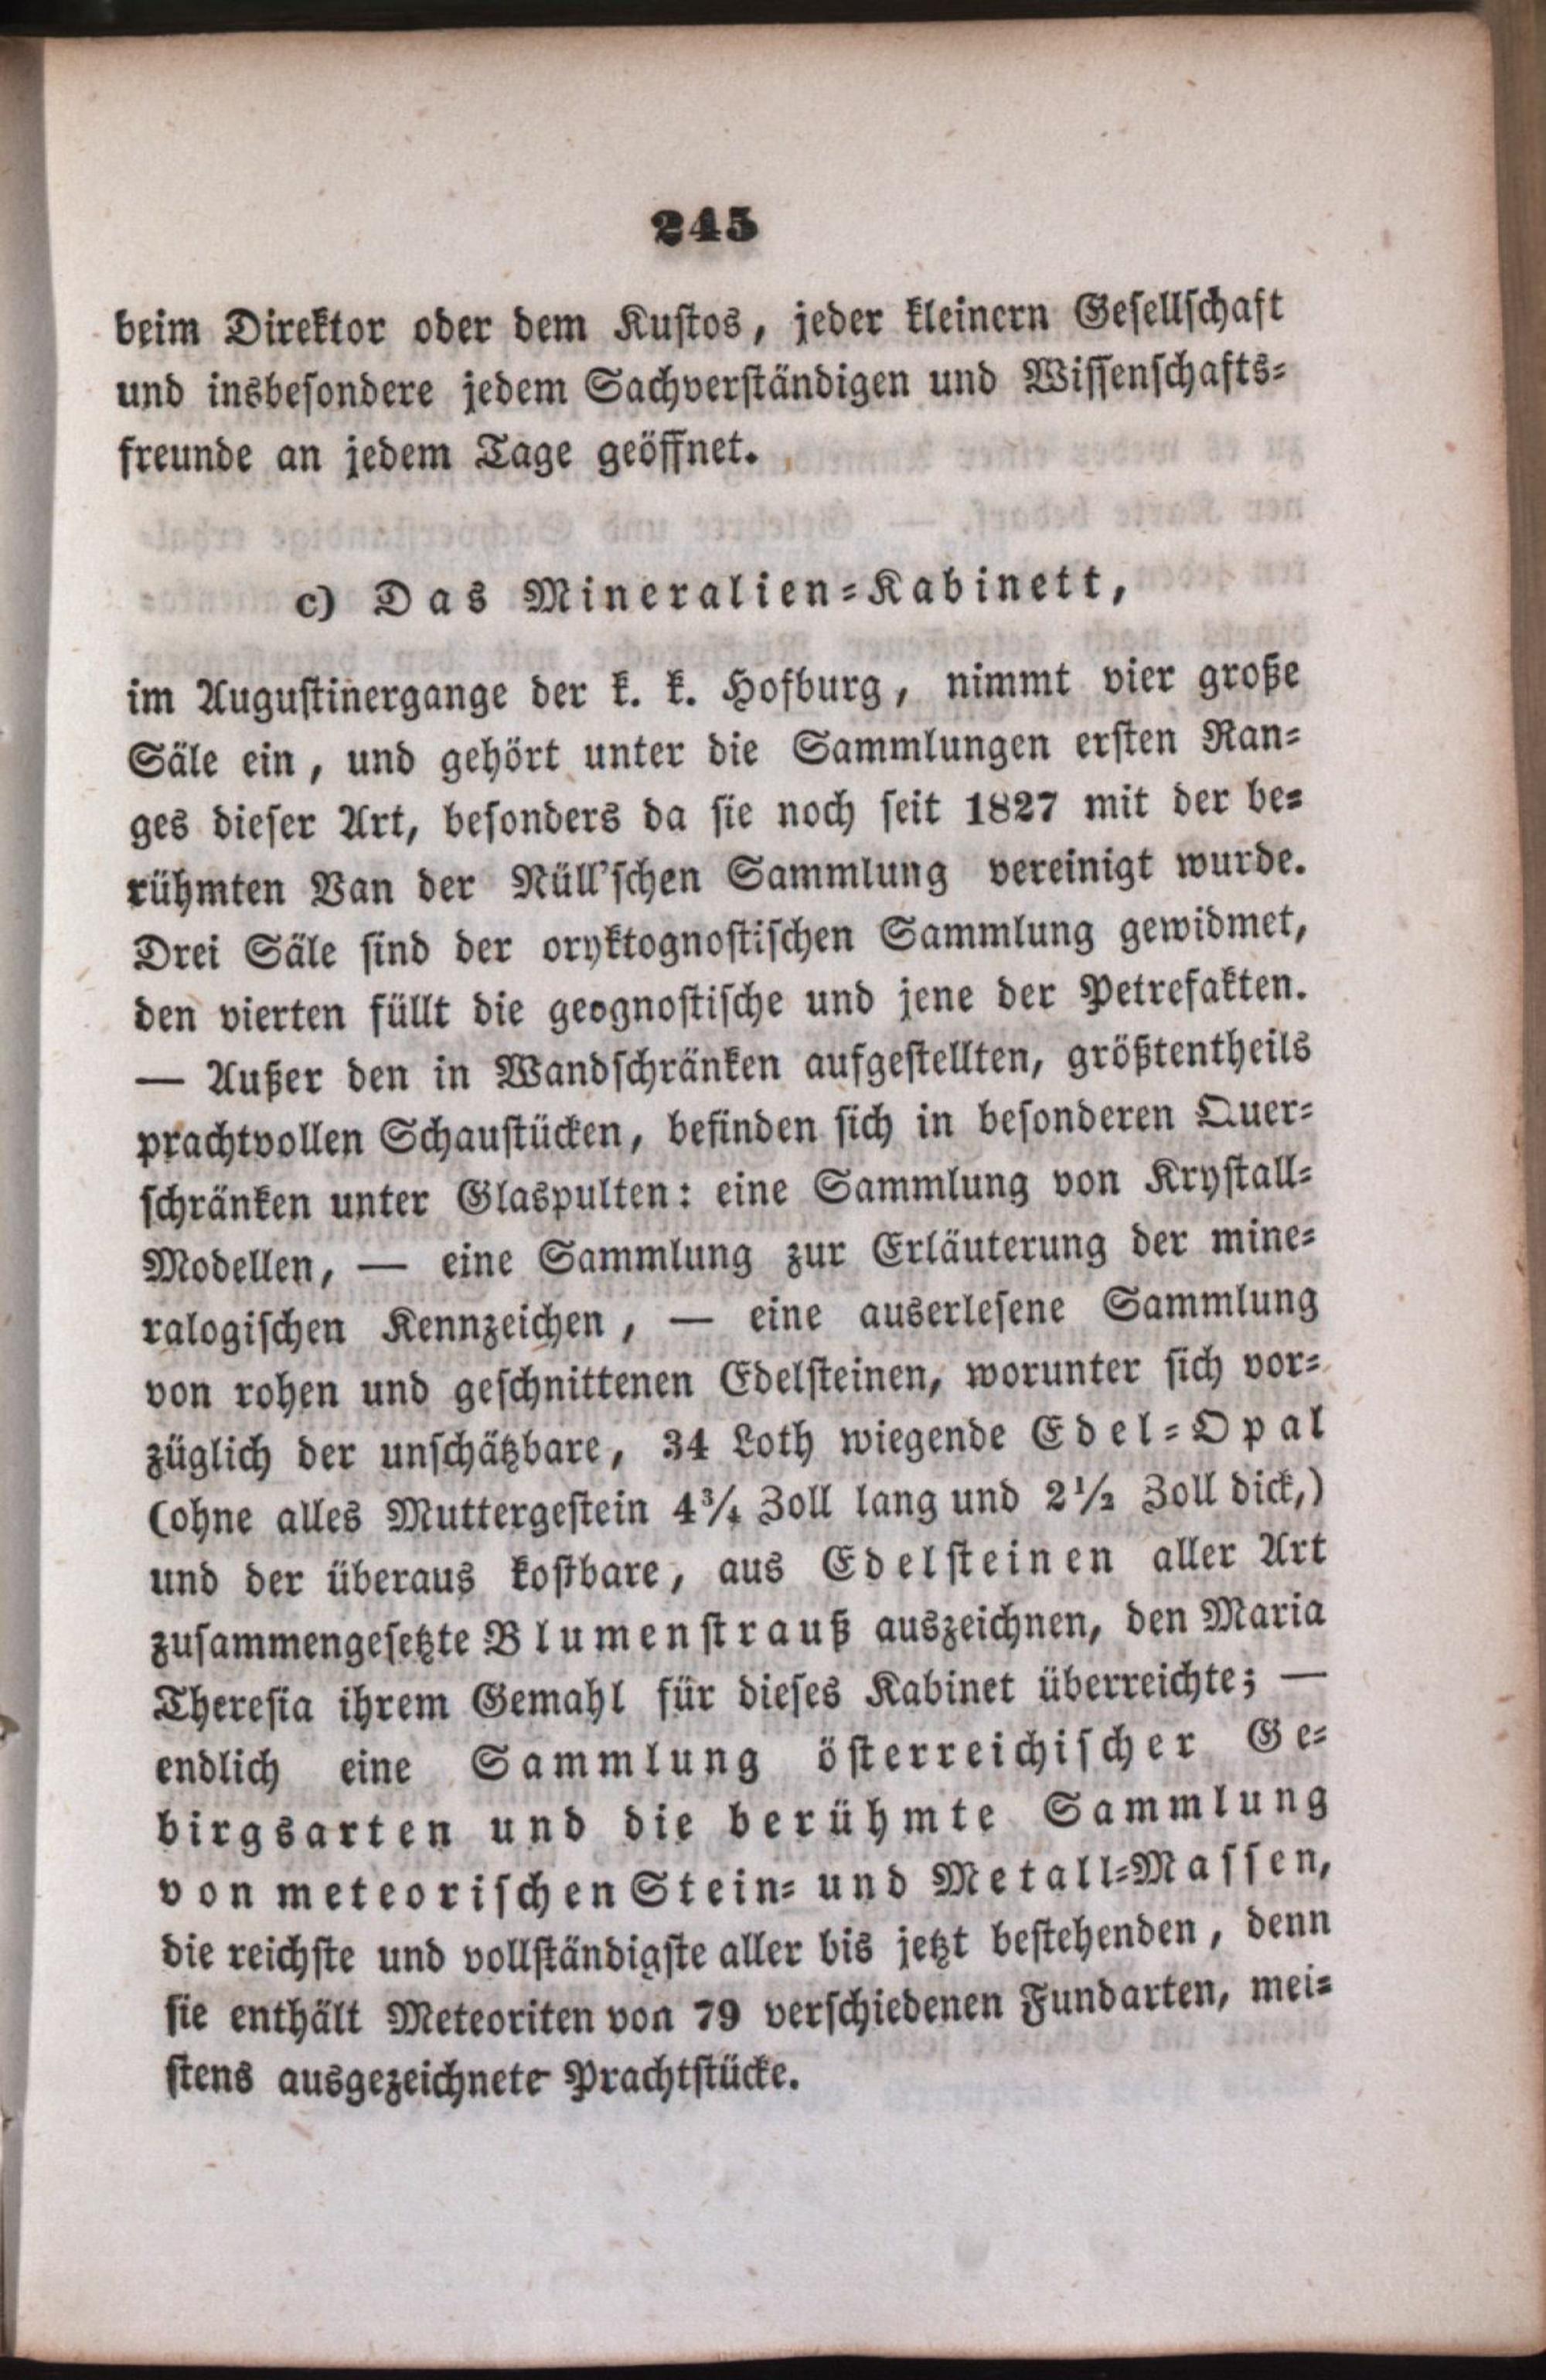 245
beim Direktor oder dem Kustos, jeder kleinern Gesellschaft
und insbesondere jedem Sachverständigen und Wissenschafts-
freunde an jedem Tage geöffnet.
c) Das Mineralien-Kabinett,
im Augustinergange der k. k. Hofburg, nimmt vier große
Säle ein, und gehört unter die Sammlungen ersten Ran-
ges dieser Art, besonders da sie noch seit 1827 mit der be-
rühmten Van der Nüll'schen Sammlung vereinigt wurde.
Drei Säle sind der oryktognostischen Sammlung gewidmet,
den vierten füllt die geognostische und jene der Petrefakten.
— Außer den in Wandschränken aufgestellten, größtentheils
prachtvollen Schaustücken, befinden sich in besonderen Quer-
schränken unter Glaspulten: eine Sammlung von Krystall-
Modellen, — eine Sammlung zur Erläuterung der mine-
ralogischen Kennzeichen, — eine auserlesene Sammlung
von rohen und geschnittenen Edelsteinen, worunter sich vor-
züglich der unschätzbare, 34 Loth wiegende Edel-Opal
(ohne alles Muttergestein 4¾ Zoll lang und 2½ Zoll dick,)
und der überaus kostbare, aus Edelsteinen aller Art
zusammengesetzte Blumenstrauß auszeichnen, den Maria
Theresia ihrem Gemahl für dieses Kabinet überreichte; —
endlich eine Sammlung österreichischer Ge-
birgsarten und die berühmte Sammlung
von meteorischen Stein- und Metall-Massen,
die reichste und vollständigste aller bis jetzt bestehenden, denn
sie enthält Meteoriten von 79 verschiedenen Fundarten, mei-
stens ausgezeichnete Prachtstücke.